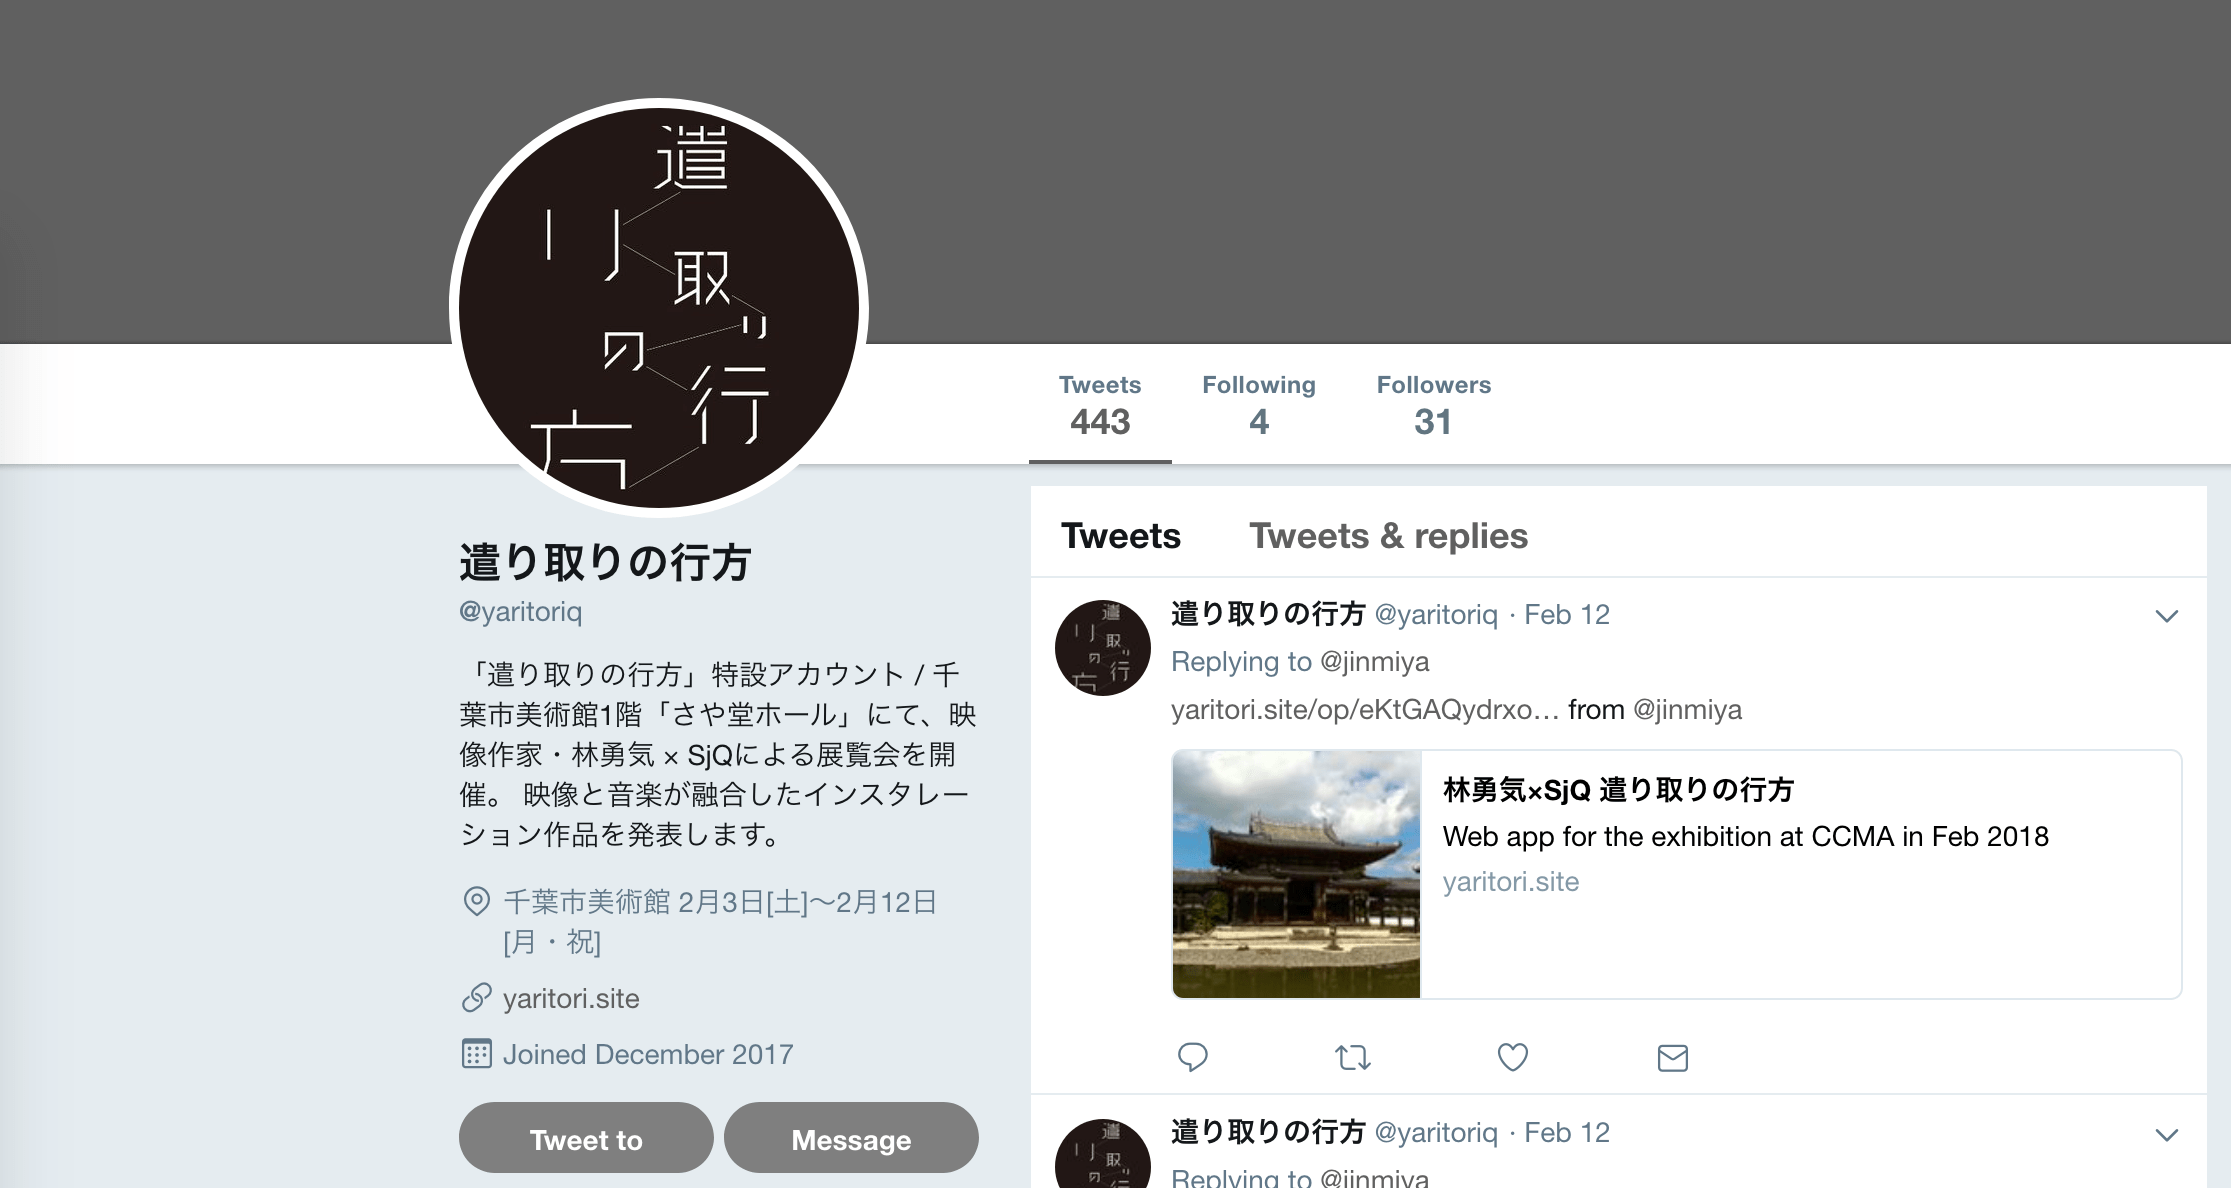 遣
り
取
り
の
行
方
Tweets
443
Following
4
Followers
31
遣り取りの行方
@yaritoriq
「遣り取りの行方」特設アカウント / 千
葉市美術館1階「さや堂ホール」にて、映
像作家・林勇気 × SjQによる展覧会を開
催。 映像と音楽が融合したインスタレー
ション作品を発表します。
千葉市美術館 2月3日[土]〜2月12日
[月・祝]
yaritori.site
Joined December 2017
Tweet to
Message
Tweets
Tweets & replies
遣り取りの行方 @yaritoriq · Feb 12
Replying to @jinmiya
yaritori.site/op/eKtGAQydrxo… from @jinmiya
林勇気×SjQ 遣り取りの行方
Web app for the exhibition at CCMA in Feb 2018
yaritori.site
遣り取りの行方 @yaritoriq · Feb 12
Replying to @jinmiya